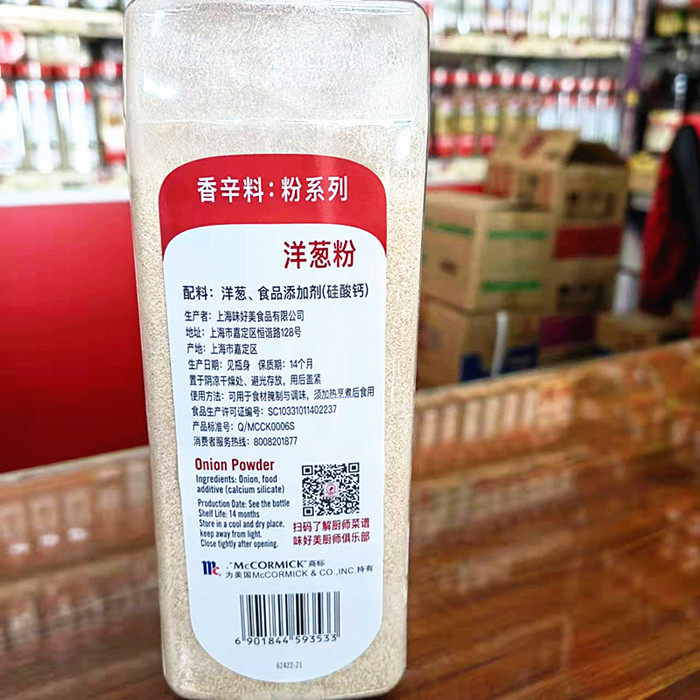 香辛料：粉系列
洋葱粉
配料：洋葱、食品添加剂(硅酸钙)
生产者：上海味好美食品有限公司
地址：上海市嘉定区恒谐路128号
产地：上海市嘉定区
生产日期：见瓶身 保质期：14个月
置于阴凉干燥处、避光存放，用后盖紧
使用方法：可用于食材腌制与调味，须加热烹煮后食用
食品生产许可证编号：SC10331011402237
产品标准号：Q/MCCK0006S
消费者服务热线：8008201877
Onion Powder
Ingredients: Onion, food
additive (calcium silicate)
Production Date: See the bottle
Shelf Life: 14 months
Store in a cool and dry place,
keep away from light.
Close tightly after opening.
扫码了解厨师菜谱
味好美厨师俱乐部
Mc
,"McCORMICK"商标
为美国McCORMICK & CO.,INC.持有
6 901844 593533
62422-21